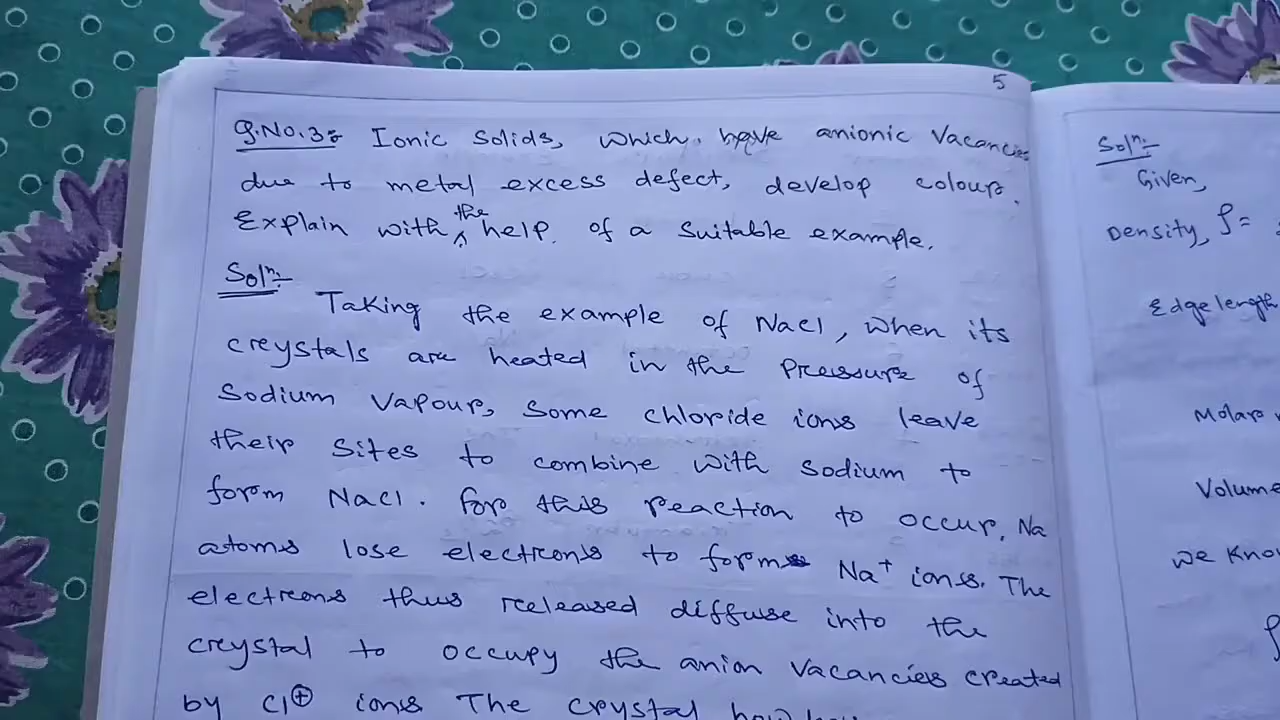 5
Q.No.3: Ionic Solids, which have anionic Vacancies
due to metal excess defect, develop colour.
Explain with the help of a suitable example.
Soln:-
Taking the example of NaCl, when its
creystals are heated in the pressure of
Sodium vapour, some chloride ions leave
their sites to combine with sodium to
form NaCl. For this reaction to occur, Na
atoms lose electrons to form Na+ ions. The
electrons thus released diffuse into the
creystal to occupy the anion vacancies created
by Cl⊕ ions The crystal
Soln:-
Given,
Density, ρ =
Edge length
Molar
Volume
We know
ρ